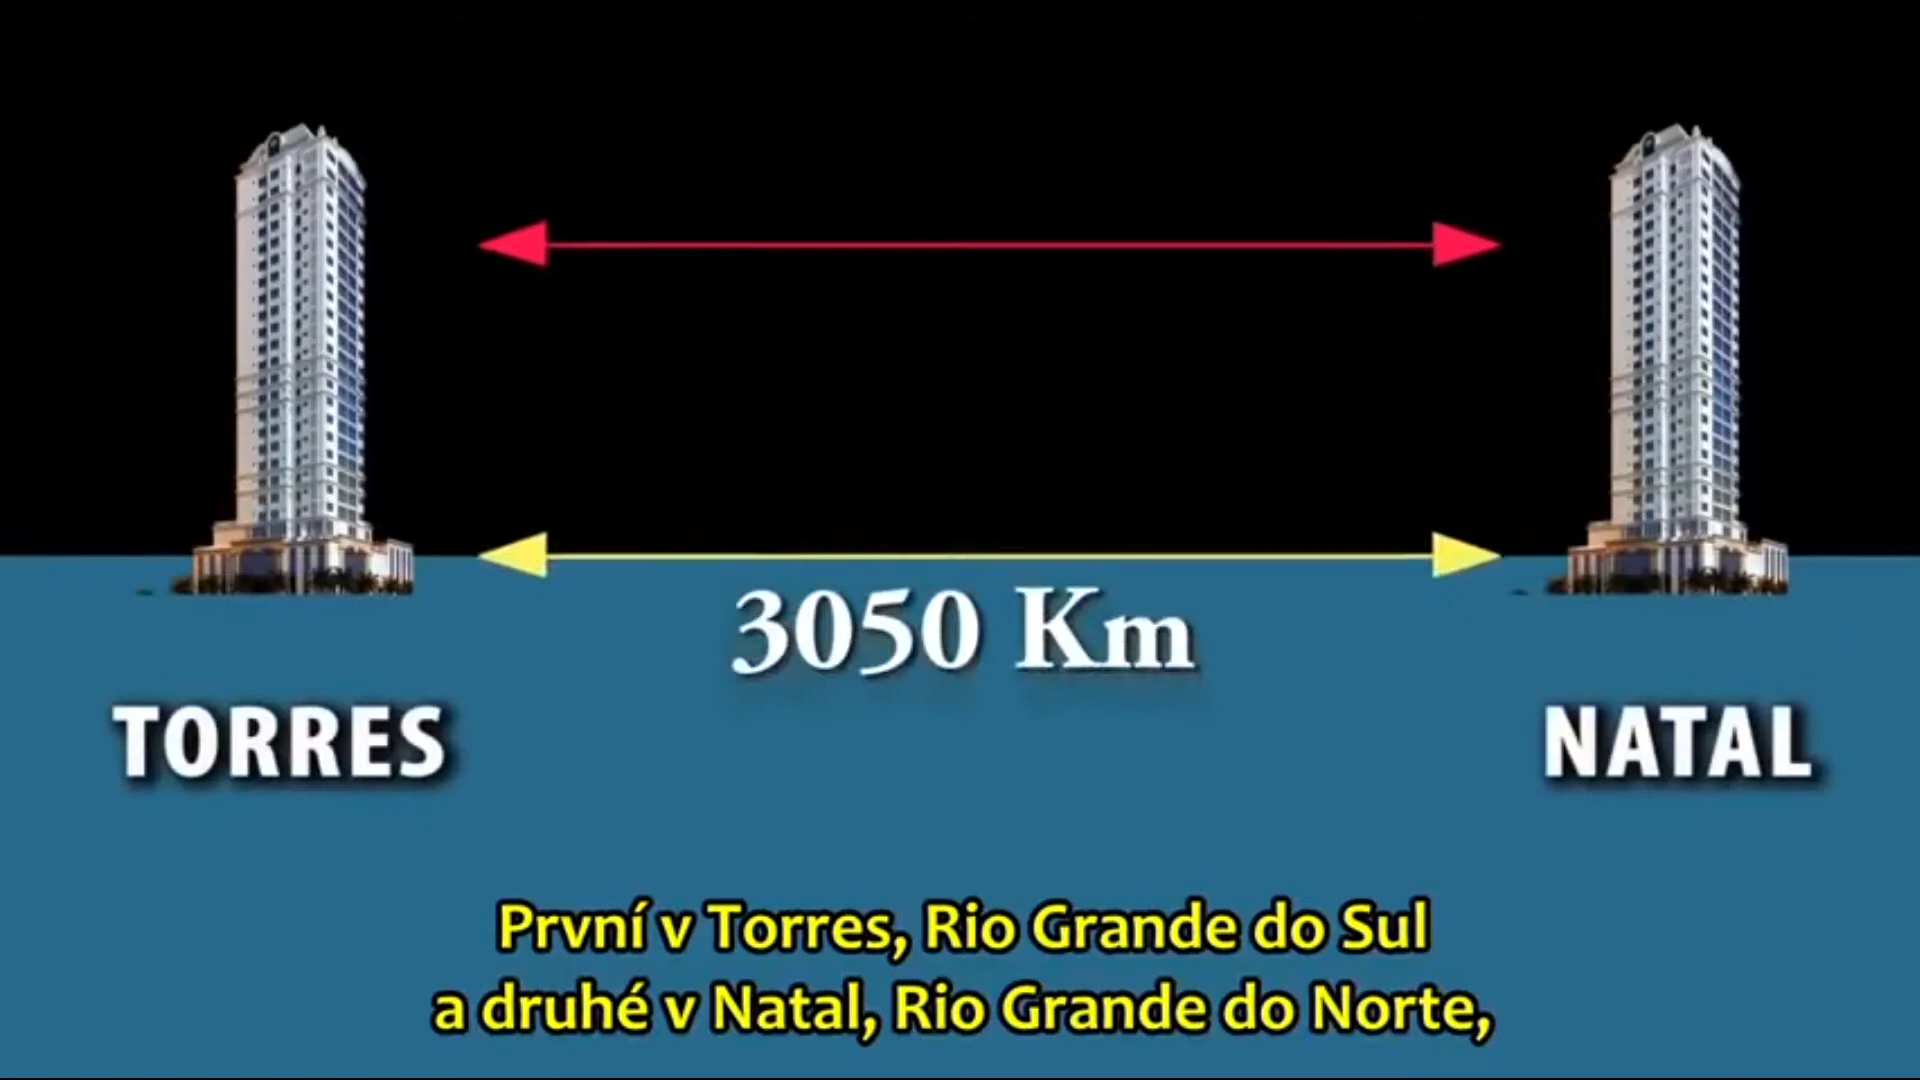 3050 Km
TORRES
NATAL
První v Torres, Rio Grande do Sul
a druhé v Natal, Rio Grande do Norte,